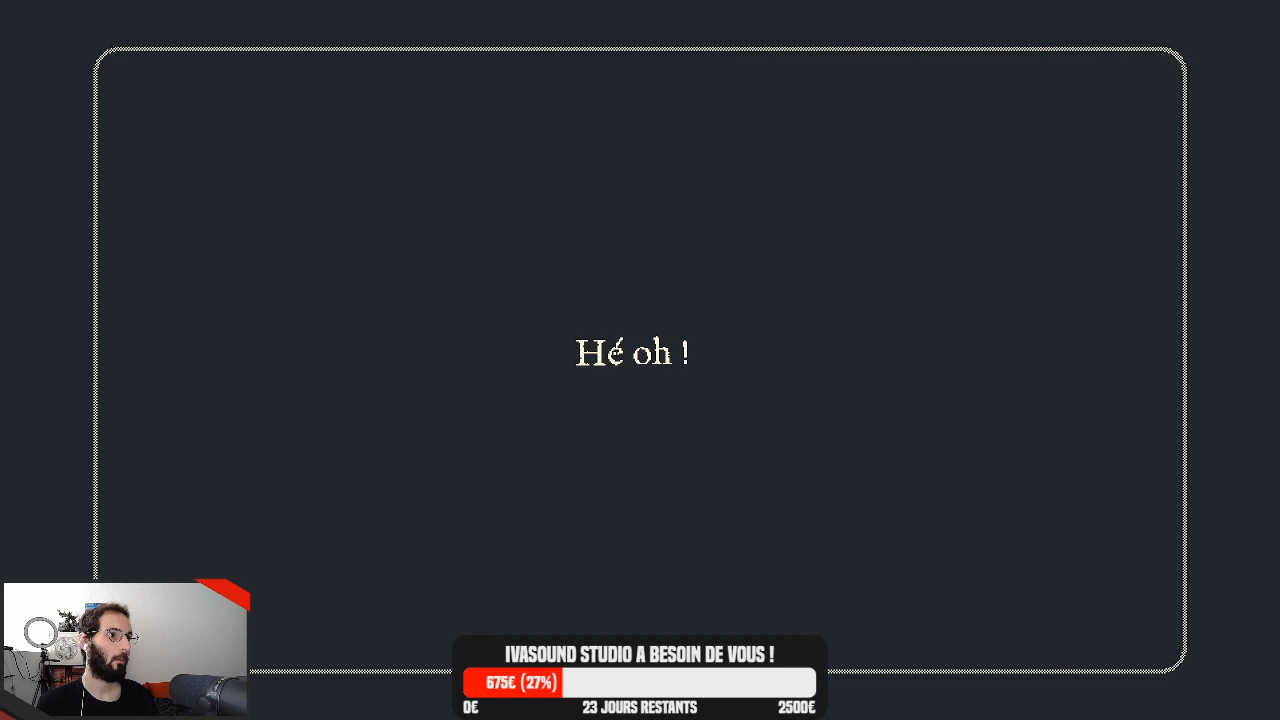 Hé oh !
IVASOUND STUDIO A BESOIN DE VOUS !
675€ (27%)
0€ 23 JOURS RESTANTS 2500€